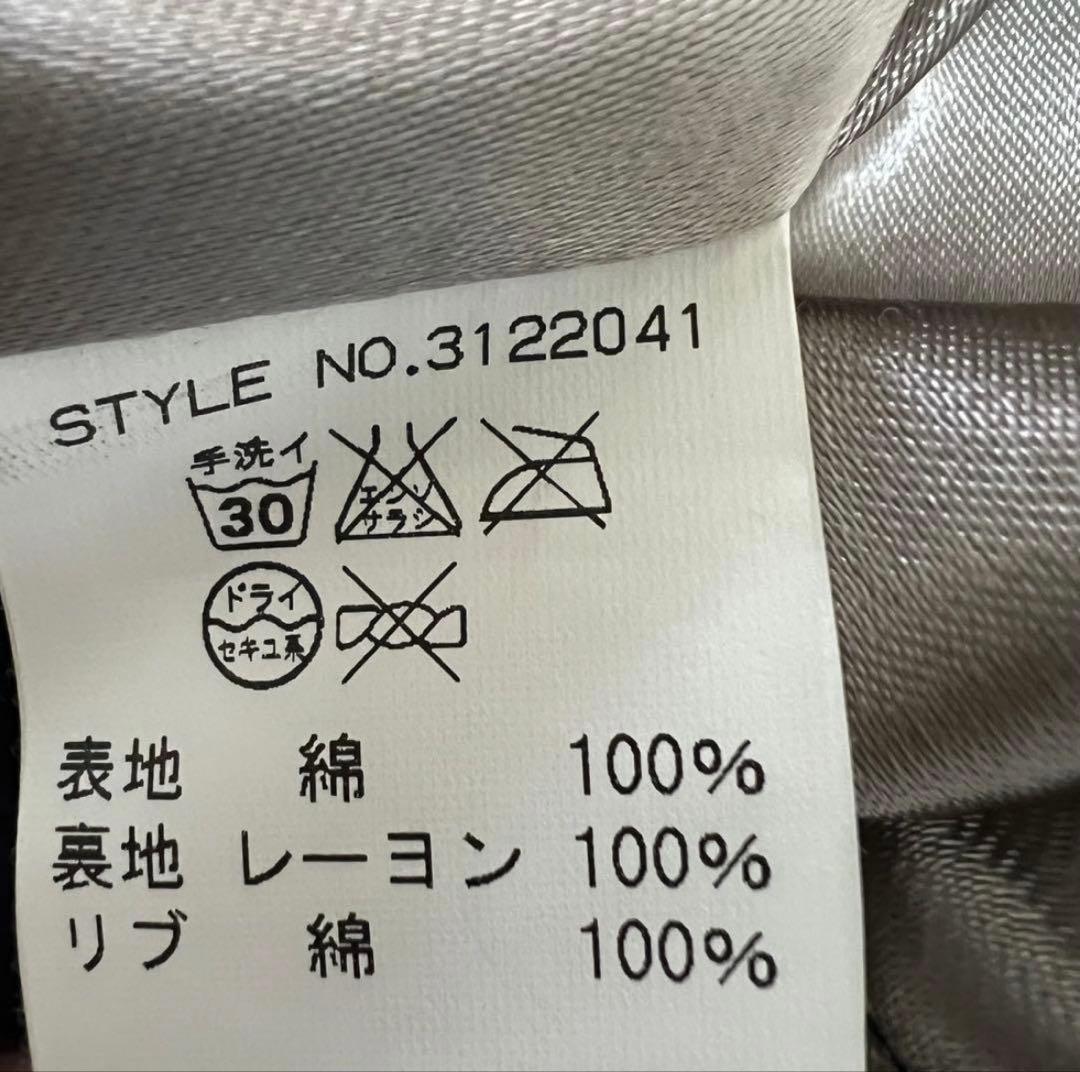 STYLE NO.3122041
手洗イ
30
エンソ
サラシ
ドライ
セキユ系
表地 綿 100%
裏地 レーヨン 100%
リブ 綿 100%